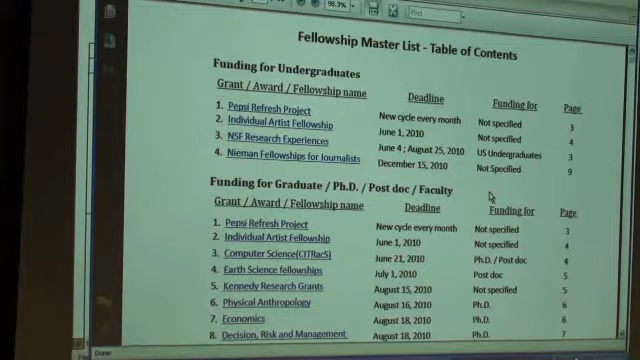 98.3%
Find
Fellowship Master List - Table of Contents
Funding for Undergraduates
Grant / Award / Fellowship name Deadline Funding for Page
1. Pepsi Refresh Project New cycle every month Not specified 3
2. Individual Artist Fellowship June 1, 2010 Not specified 4
3. NSF Research Experiences June 4 ; August 25, 2010 US Undergraduates 3
4. Nieman Fellowships for Journalists December 15, 2010 Not Specified 9
Funding for Graduate / Ph.D. / Post doc / Faculty
Grant / Award / Fellowship name Deadline Funding for Page
1. Pepsi Refresh Project New cycle every month Not specified 3
2. Individual Artist Fellowship June 1, 2010 Not specified 4
3. Computer Science(CITRacS) June 21, 2010 Ph.D. / Post doc 4
4. Earth Science fellowships July 1, 2010 Post doc 5
5. Kennedy Research Grants August 15, 2010 Not specified 5
6. Physical Anthropology August 16, 2010 Ph.D. 6
7. Economics August 18, 2010 Ph.D. 6
8. Decision, Risk and Management August 18, 2010 Ph.D. 7
Done